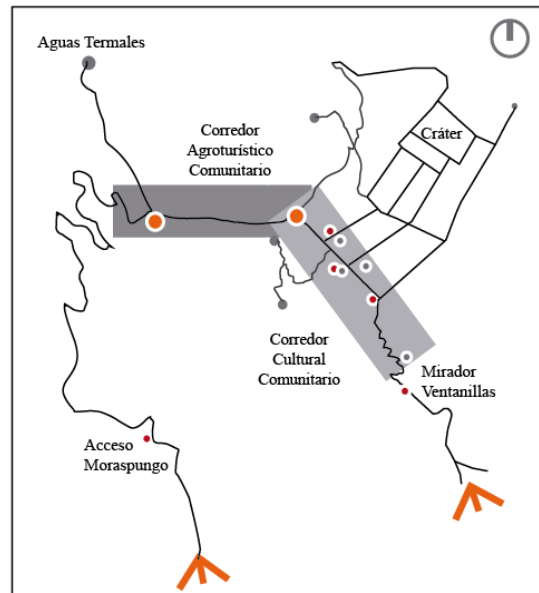 Aguas Termales
Corredor
Agroturístico
Comunitario
Cráter
Corredor
Cultural
Comunitario
Mirador
Ventanillas
Acceso
Moraspungo